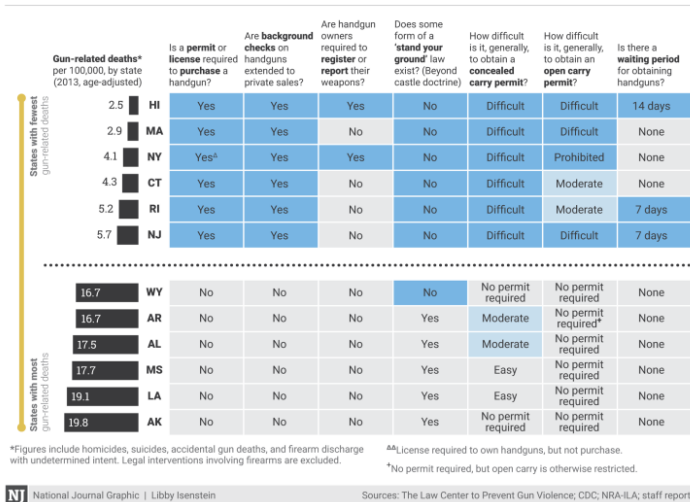 Gun-related deaths*
per 100,000, by state
(2013, age-adjusted)
Is a permit or
license required
to purchase a
handgun?
Are background
checks on
handguns
extended to
private sales?
Are handgun
owners
required to
register or
report their
weapons?
Does some
form of a
'stand your
ground' law
exist? (Beyond
castle doctrine)
How difficult
is it, generally,
to obtain a
concealed
carry permit?
How difficult
is it, generally,
to obtain an
open carry
permit?
Is there a
waiting period
for obtaining
handguns?
States with fewest
gun-related deaths
2.5 HI Yes Yes Yes No Difficult Difficult 14 days
2.9 MA Yes Yes No No Difficult Difficult None
4.1 NY Yes∆ Yes Yes No Difficult Prohibited None
4.3 CT Yes Yes No No Difficult Moderate None
5.2 RI Yes Yes No No Difficult Moderate 7 days
5.7 NJ Yes Yes No No Difficult Difficult 7 days
States with most
gun-related deaths
16.7 WY No No No No No permit required No permit required None
16.7 AR No No No Yes Moderate No permit required+ None
17.5 AL No No No Yes Moderate No permit required None
17.7 MS No No No Yes Easy No permit required None
19.1 LA No No No Yes Easy No permit required None
19.8 AK No No No Yes No permit required No permit required None
*Figures include homicides, suicides, accidental gun deaths, and firearm discharge
with undetermined intent. Legal interventions involving firearms are excluded.
∆∆License required to own handguns, but not purchase.
+No permit required, but open carry is otherwise restricted.
NJ National Journal Graphic | Libby Isenstein
Sources: The Law Center to Prevent Gun Violence; CDC; NRA-ILA; staff report